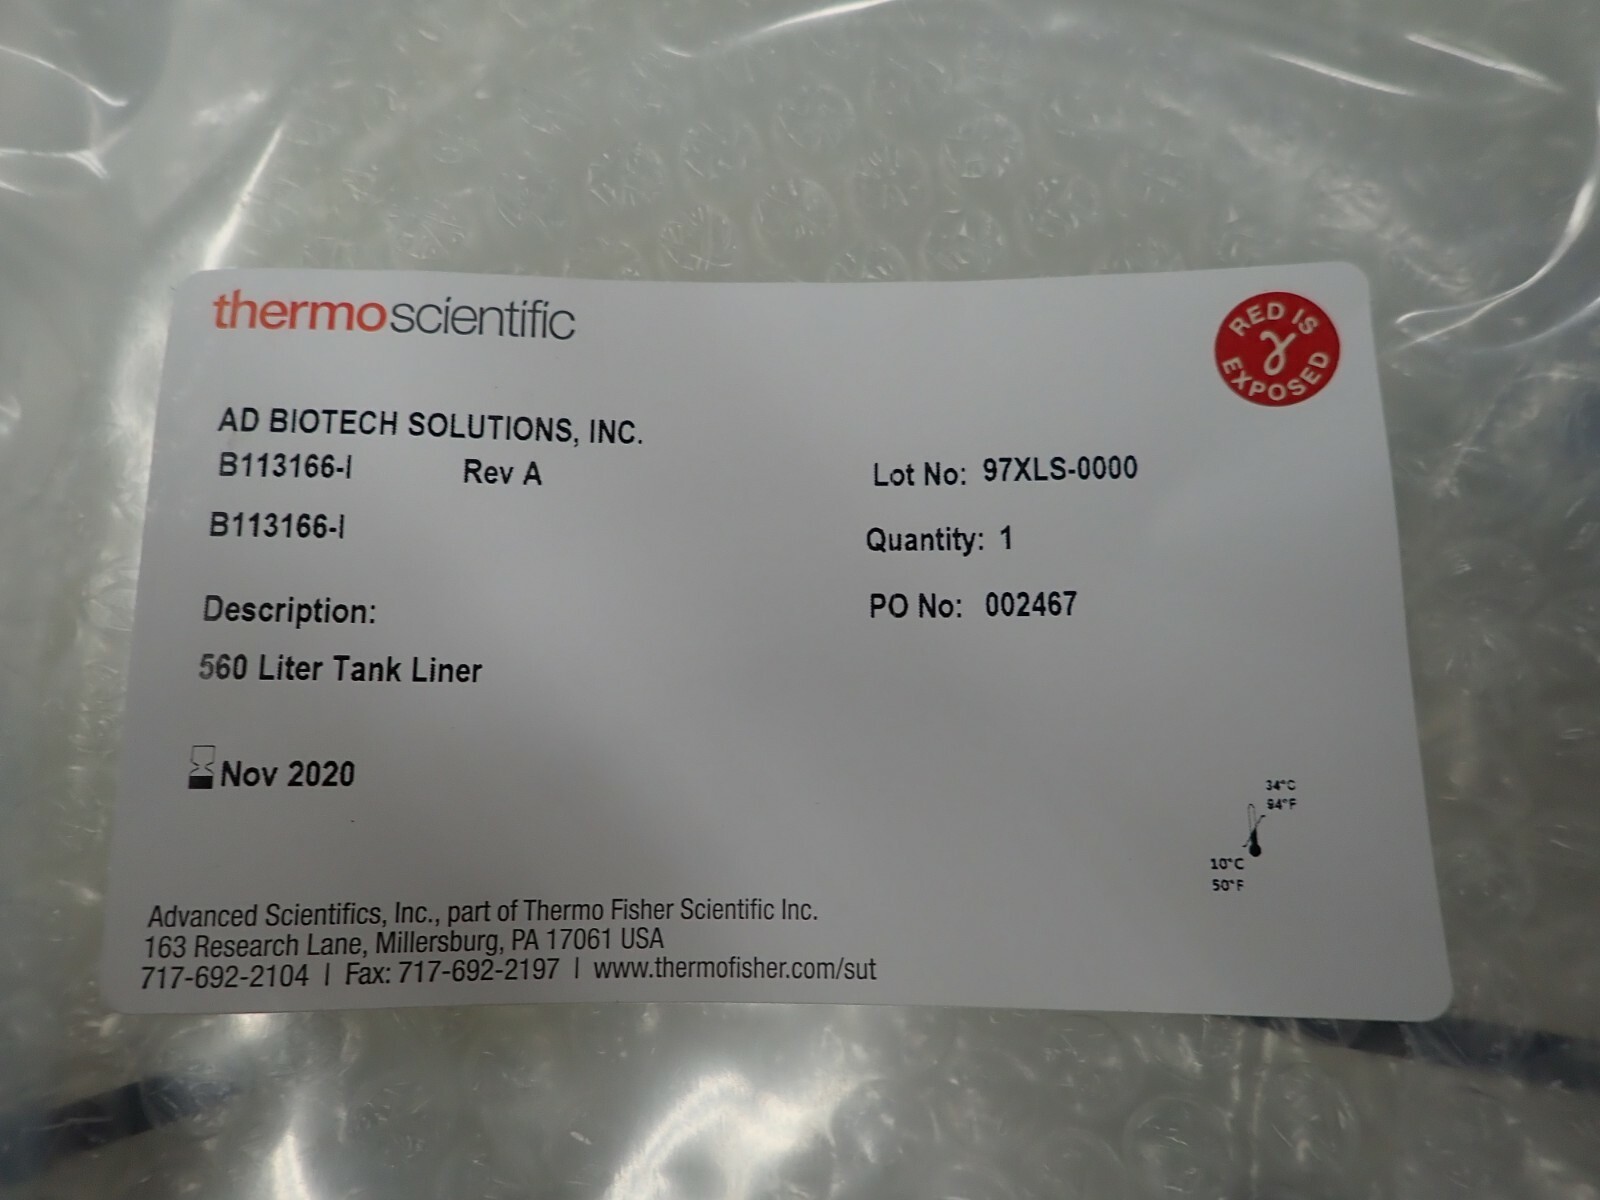 thermoscientific
RED IS
γ
EXPOSED
AD BIOTECH SOLUTIONS, INC.
B113166-I Rev A
Lot No: 97XLS-0000
B113166-I
Quantity: 1
Description:
PO No: 002467
560 Liter Tank Liner
Nov 2020
34°C
94°F
10°C
50°F
Advanced Scientifics, Inc., part of Thermo Fisher Scientific Inc.
163 Research Lane, Millersburg, PA 17061 USA
717-692-2104 | Fax: 717-692-2197 | www.thermofisher.com/sut